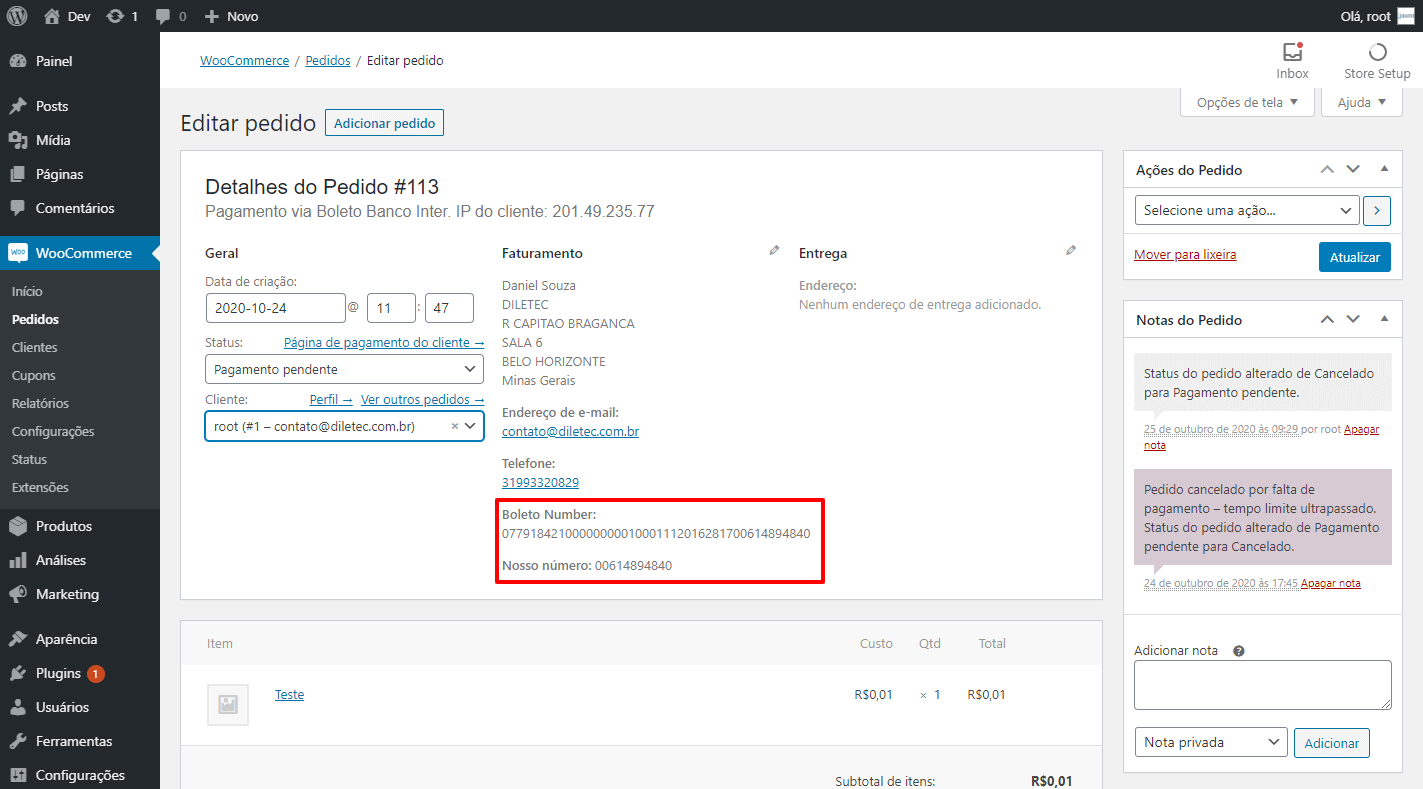 Dev
1
0
Novo
Olá, root
Painel
Posts
Mídia
Páginas
Comentários
WooCommerce
Início
Pedidos
Clientes
Cupons
Relatórios
Configurações
Status
Extensões
Produtos
Análises
Marketing
Aparência
Plugins 1
Usuários
Ferramentas
Configurações
WooCommerce / Pedidos / Editar pedido
Inbox
Store Setup
Opções de tela ▼
Ajuda ▼
Editar pedido
Adicionar pedido
Detalhes do Pedido #113
Pagamento via Boleto Banco Inter. IP do cliente: 201.49.235.77
Geral
Data de criação:
2020-10-24 @ 11 : 47
Status: Página de pagamento do cliente →
Pagamento pendente
Cliente: Perfil → Ver outros pedidos →
root (#1 – contato@diletec.com.br) ×
Faturamento
Daniel Souza
DILETEC
R CAPITAO BRAGANCA
SALA 6
BELO HORIZONTE
Minas Gerais
Endereço de e-mail:
contato@diletec.com.br
Telefone:
31993320829
Boleto Number:
07791842100000000010001112016281700614894840
Nosso número: 00614894840
Entrega
Endereço:
Nenhum endereço de entrega adicionado.
Item Custo Qtd Total
Teste R$0,01 × 1 R$0,01
Subtotal de itens: R$0,01
Ações do Pedido
Selecione uma ação...
Mover para lixeira
Atualizar
Notas do Pedido
Status do pedido alterado de Cancelado
para Pagamento pendente.
25 de outubro de 2020 às 09:29 por root Apagar
nota
Pedido cancelado por falta de
pagamento – tempo limite ultrapassado.
Status do pedido alterado de Pagamento
pendente para Cancelado.
24 de outubro de 2020 às 17:45 Apagar nota
Adicionar nota ?
Nota privada
Adicionar